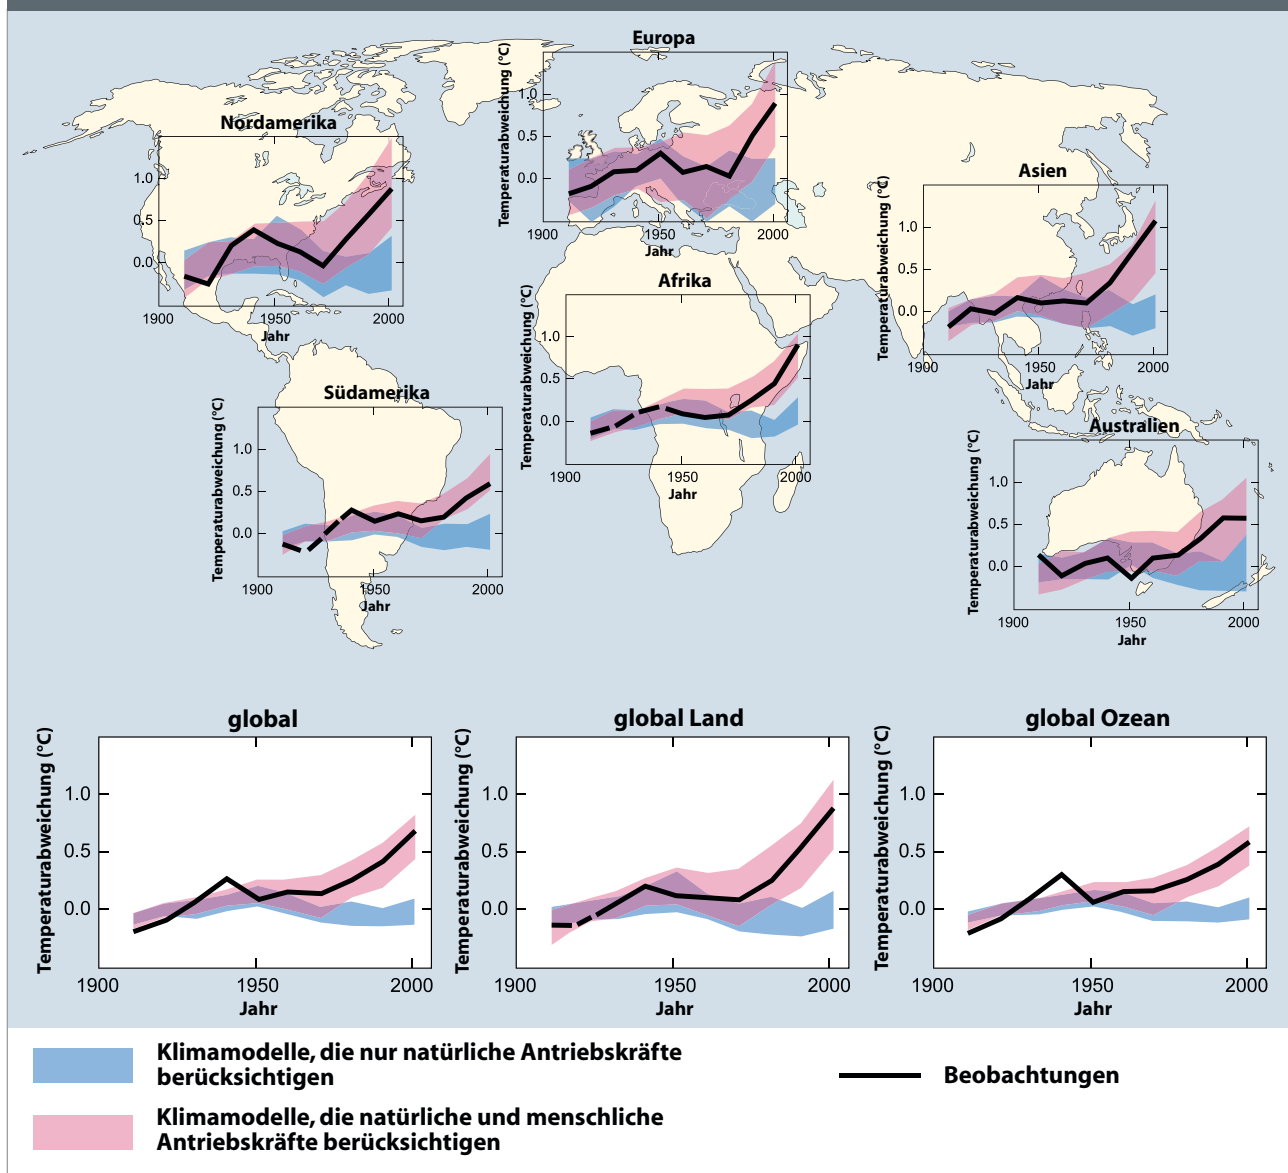 Europa
Temperaturabweichung (°C)
1.0
0.5
0.0
1900
1950
2000
Jahr
Nordamerika
Temperaturabweichung (°C)
1.0
0.5
0.0
1900
1950
2000
Jahr
Asien
Temperaturabweichung (°C)
1.0
0.5
0.0
1900
1950
2000
Jahr
Afrika
Temperaturabweichung (°C)
1.0
0.5
0.0
1900
1950
2000
Jahr
Südamerika
Temperaturabweichung (°C)
1.0
0.5
0.0
1900
1950
2000
Jahr
Australien
Temperaturabweichung (°C)
1.0
0.5
0.0
1900
1950
2000
Jahr
global
Temperaturabweichung (°C)
1.0
0.5
0.0
1900
1950
2000
Jahr
global Land
Temperaturabweichung (°C)
1.0
0.5
0.0
1900
1950
2000
Jahr
global Ozean
Temperaturabweichung (°C)
1.0
0.5
0.0
1900
1950
2000
Jahr
Klimamodelle, die nur natürliche Antriebskräfte
berücksichtigen
Klimamodelle, die natürliche und menschliche
Antriebskräfte berücksichtigen
Beobachtungen